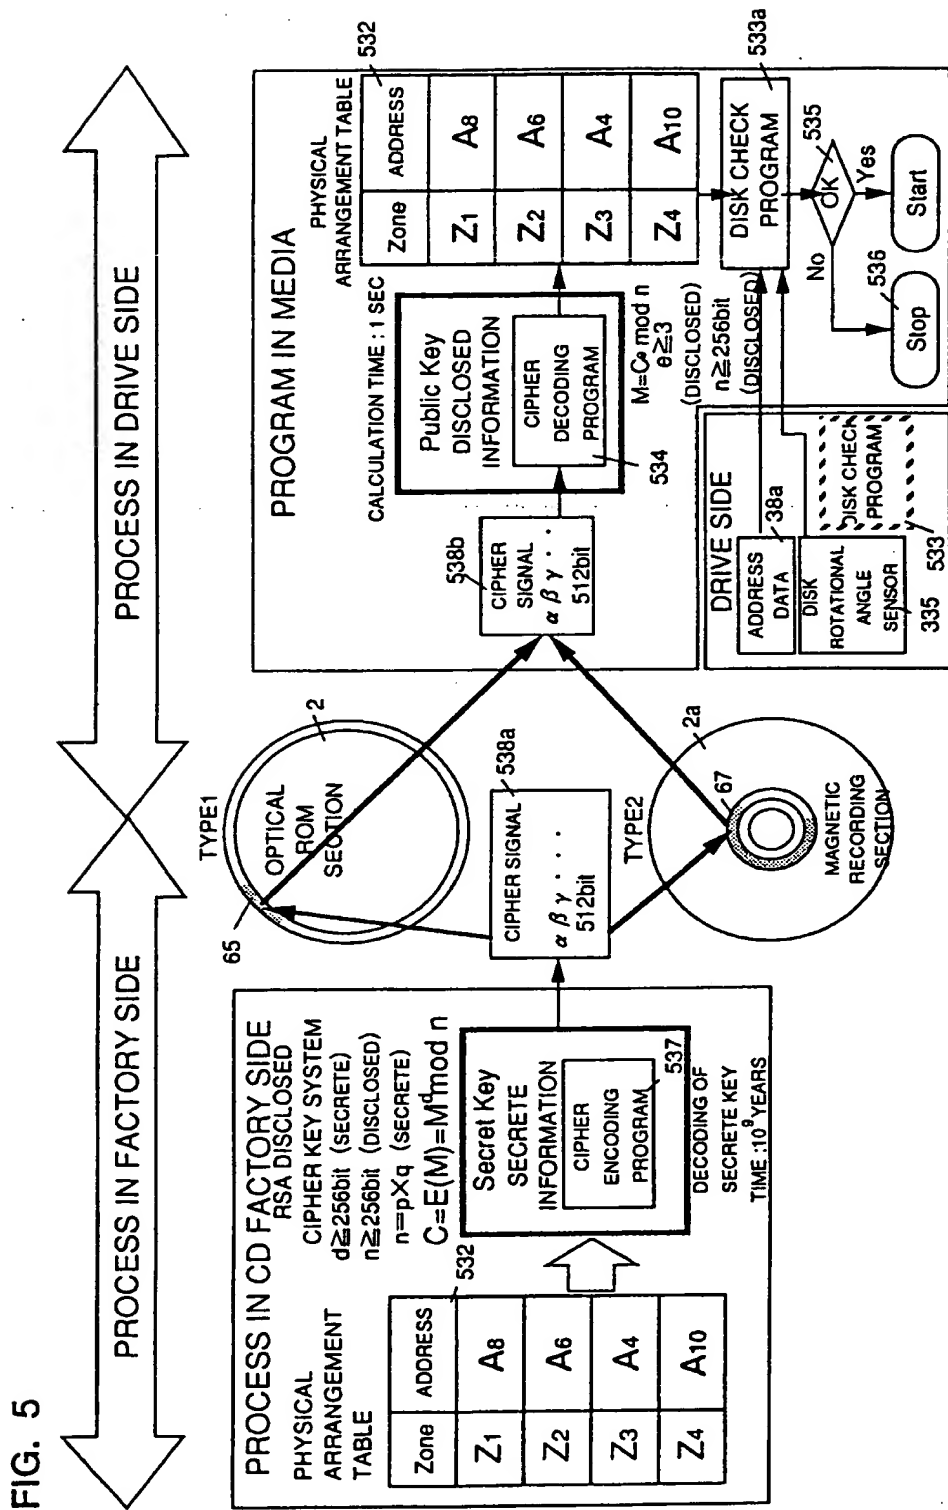 FIG. 5
PROCESS IN FACTORY SIDE
PROCESS IN DRIVE SIDE
PROCESS IN CD FACTORY SIDE
RSA DISCLOSED
CIPHER KEY SYSTEM
d≧256bit (SECRETE)
n≧256bit (DISCLOSED)
n=p×q (SECRETE)
C=E(M)=M^d mod n
PHYSICAL
ARRANGEMENT
TABLE
532
Zone ADDRESS
Z1 A8
Z2 A6
Z3 A4
Z4 A10
Secret Key
SECRETE
INFORMATION
CIPHER
ENCODING
PROGRAM
537
DECODING OF
SECRETE KEY
TIME :10^9 YEARS
TYPE1
65
2
OPTICAL
ROM
SECTION
538a
CIPHER SIGNAL
α β γ · · · ·
512bit
TYPE2
67
2a
MAGNETIC
RECORDING
SECTION
PROGRAM IN MEDIA
538b
CIPHER
SIGNAL
α β γ · ·
512bit
CALCULATION TIME : 1 SEC
Public Key
DISCLOSED
INFORMATION
CIPHER
DECODING
PROGRAM
534
M=C^e mod n
e≧3
(DISCLOSED)
n≧256bit
(DISCLOSED)
PHYSICAL
ARIRANGEMENT TABLE
532
Zone ADDRESS
Z1 A8
Z2 A6
Z3 A4
Z4 A10
DISK CHECK
PROGRAM
533a
OK
535
No
Yes
536
Stop
Start
DRIVE SIDE
ADDRESS
DATA
38a
DISK
ROTATIONAL
ANGLE
SENSOR
335
DISK CHECK
PROGRAM
533